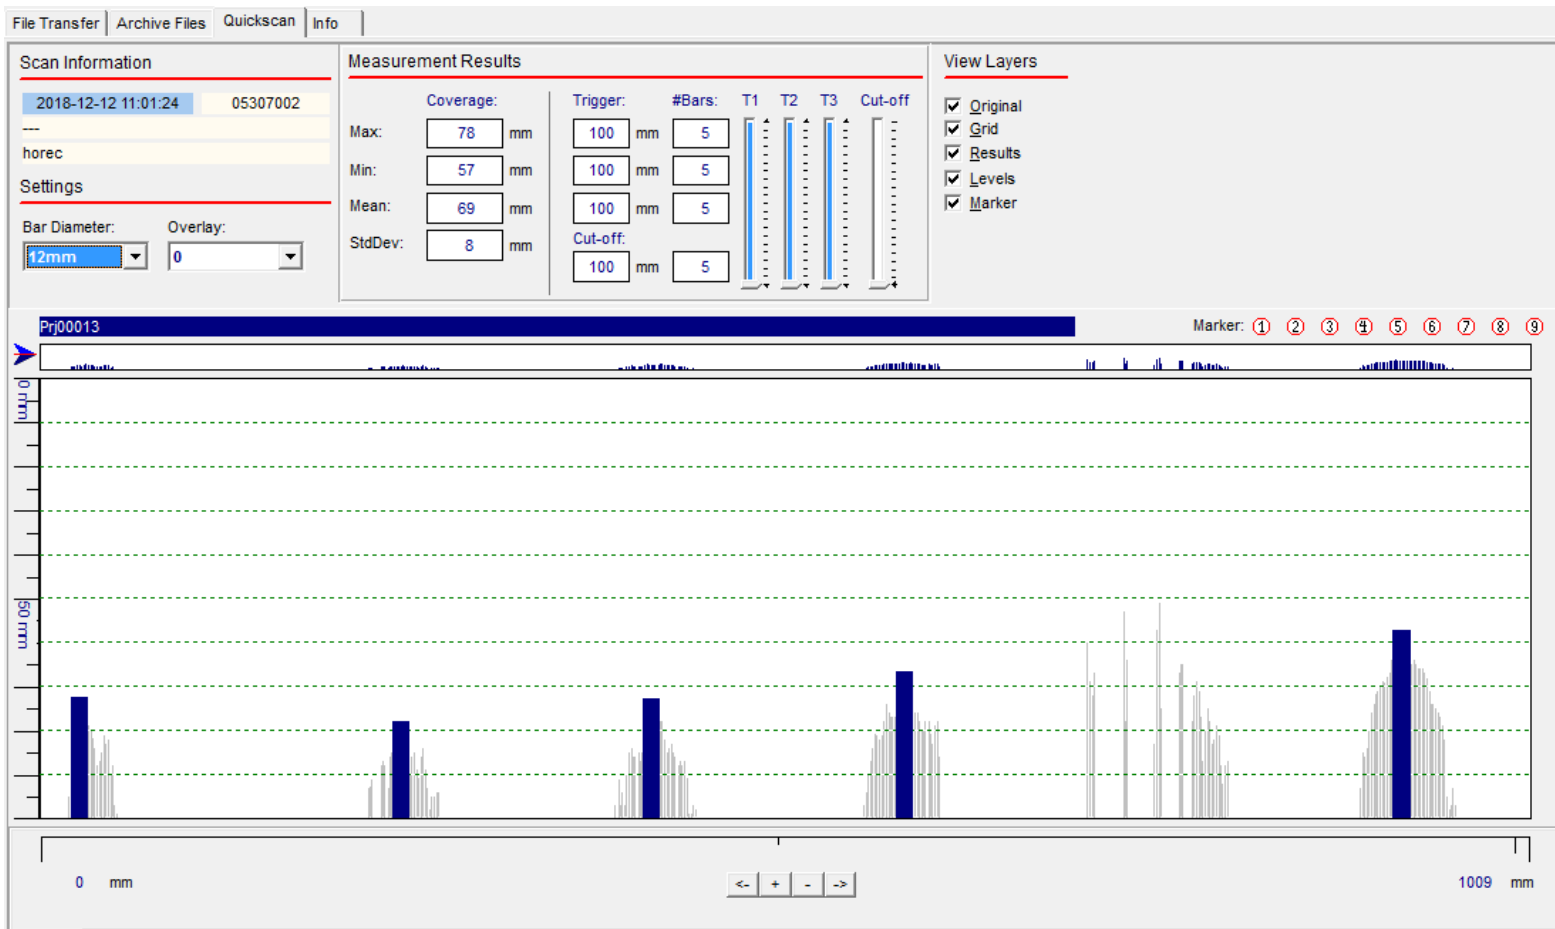 File Transfer Archive Files Quickscan Info
Scan Information Measurement Results View Layers
2018-12-12 11:01:24 05307002
---
horec
Settings
Bar Diameter: Overlay:
12mm 0
Coverage: Trigger: #Bars: T1 T2 T3 Cut-off
Max: 78 mm 100 mm 5
Min: 57 mm 100 mm 5
Mean: 69 mm 100 mm 5
StdDev: 8 mm
Cut-off:
100 mm 5
Original
Grid
Results
Levels
Marker
Prj00013 Marker: 1 2 3 4 5 6 7 8 9
0 mm
50 mm
0 mm <- + - -> 1009 mm